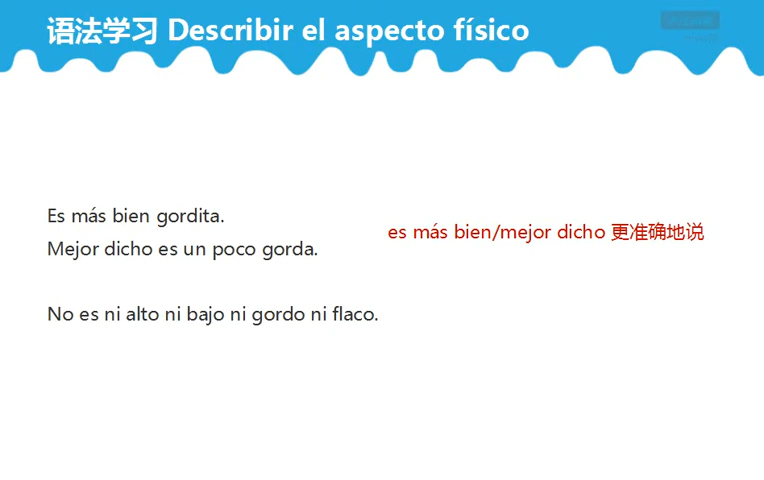 语法学习 Describir el aspecto físico
Es más bien gordita.
es más bien/mejor dicho 更准确地说
Mejor dicho es un poco gorda.
No es ni alto ni bajo ni gordo ni flaco.